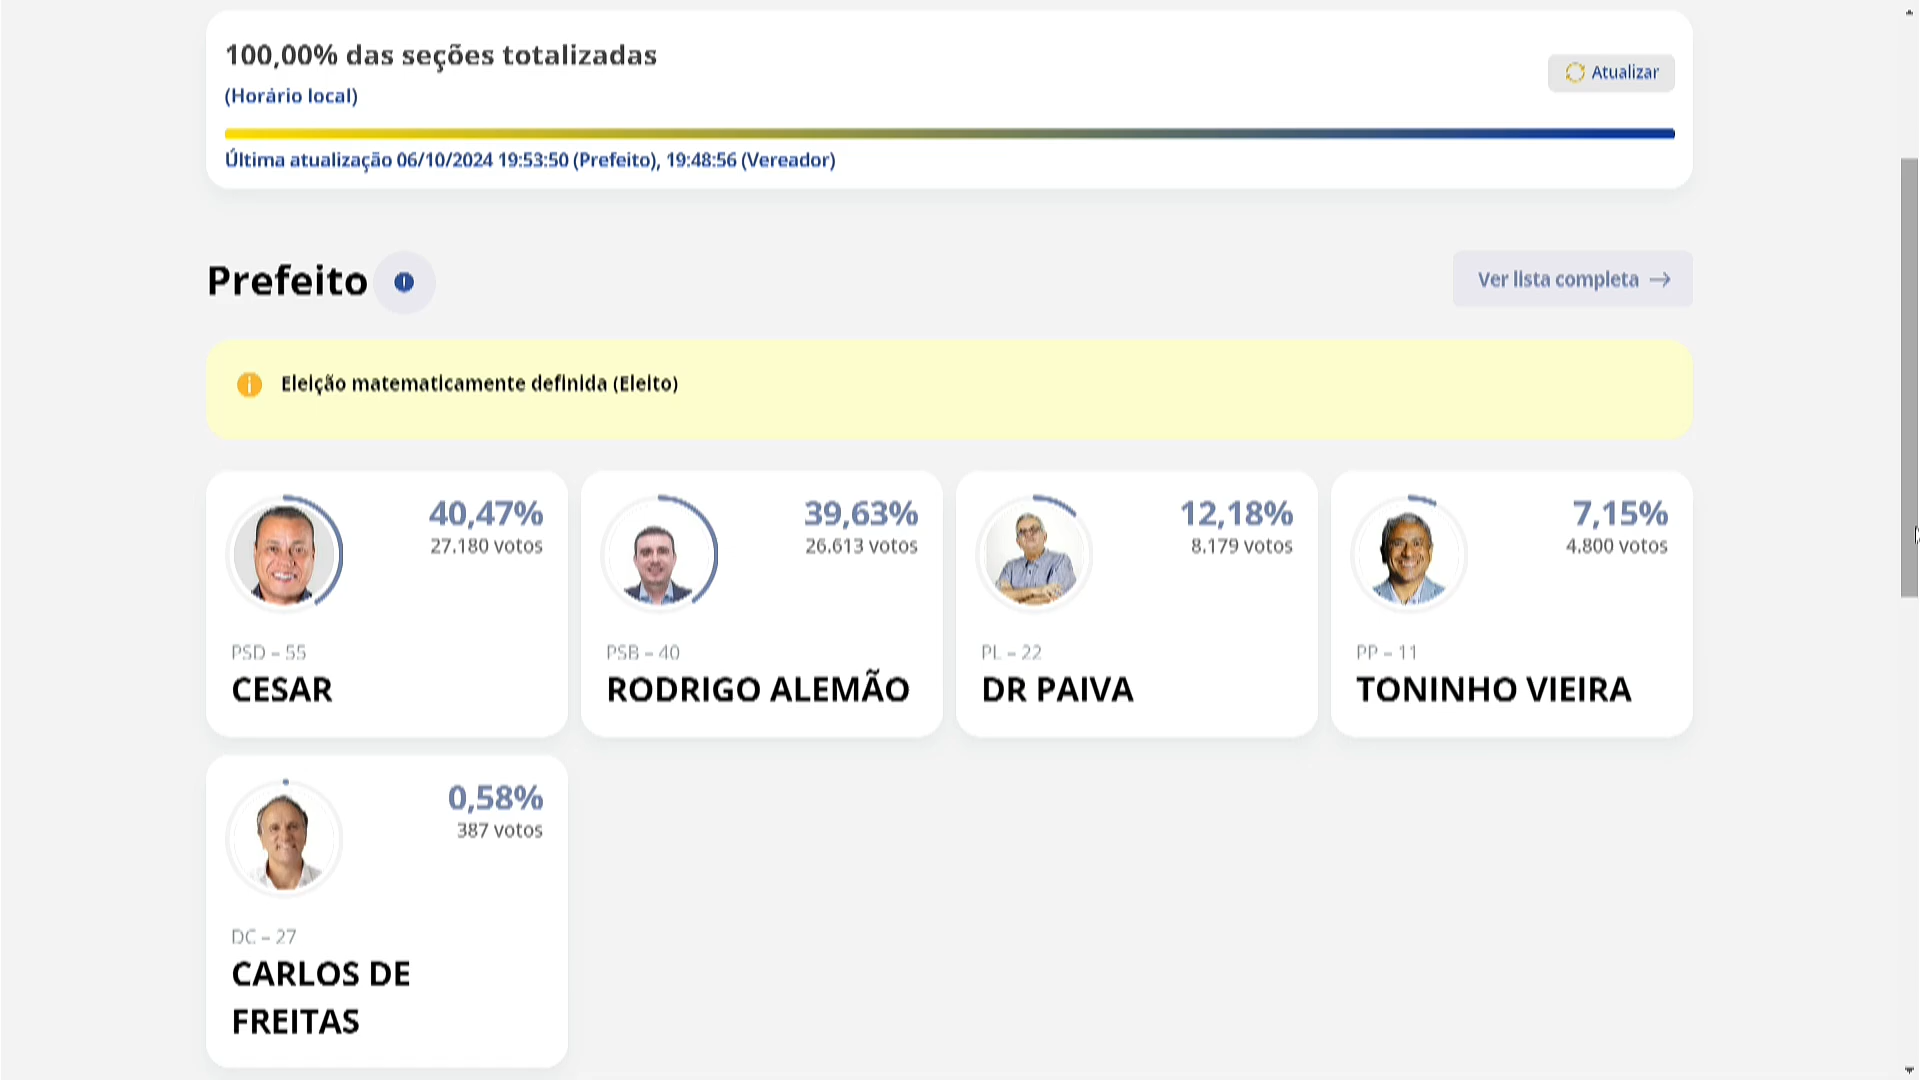 100,00% das seções totalizadas
(Horário local)
Atualizar
Última atualização 06/10/2024 19:53:50 (Prefeito), 19:48:56 (Vereador)
Prefeito
Ver lista completa →
Eleição matematicamente definida (Eleito)
40,47%
27.180 votos
PSD – 55
CESAR
39,63%
26.613 votos
PSB – 40
RODRIGO ALEMÃO
12,18%
8.179 votos
PL – 22
DR PAIVA
7,15%
4.800 votos
PP – 11
TONINHO VIEIRA
0,58%
387 votos
DC – 27
CARLOS DE
FREITAS